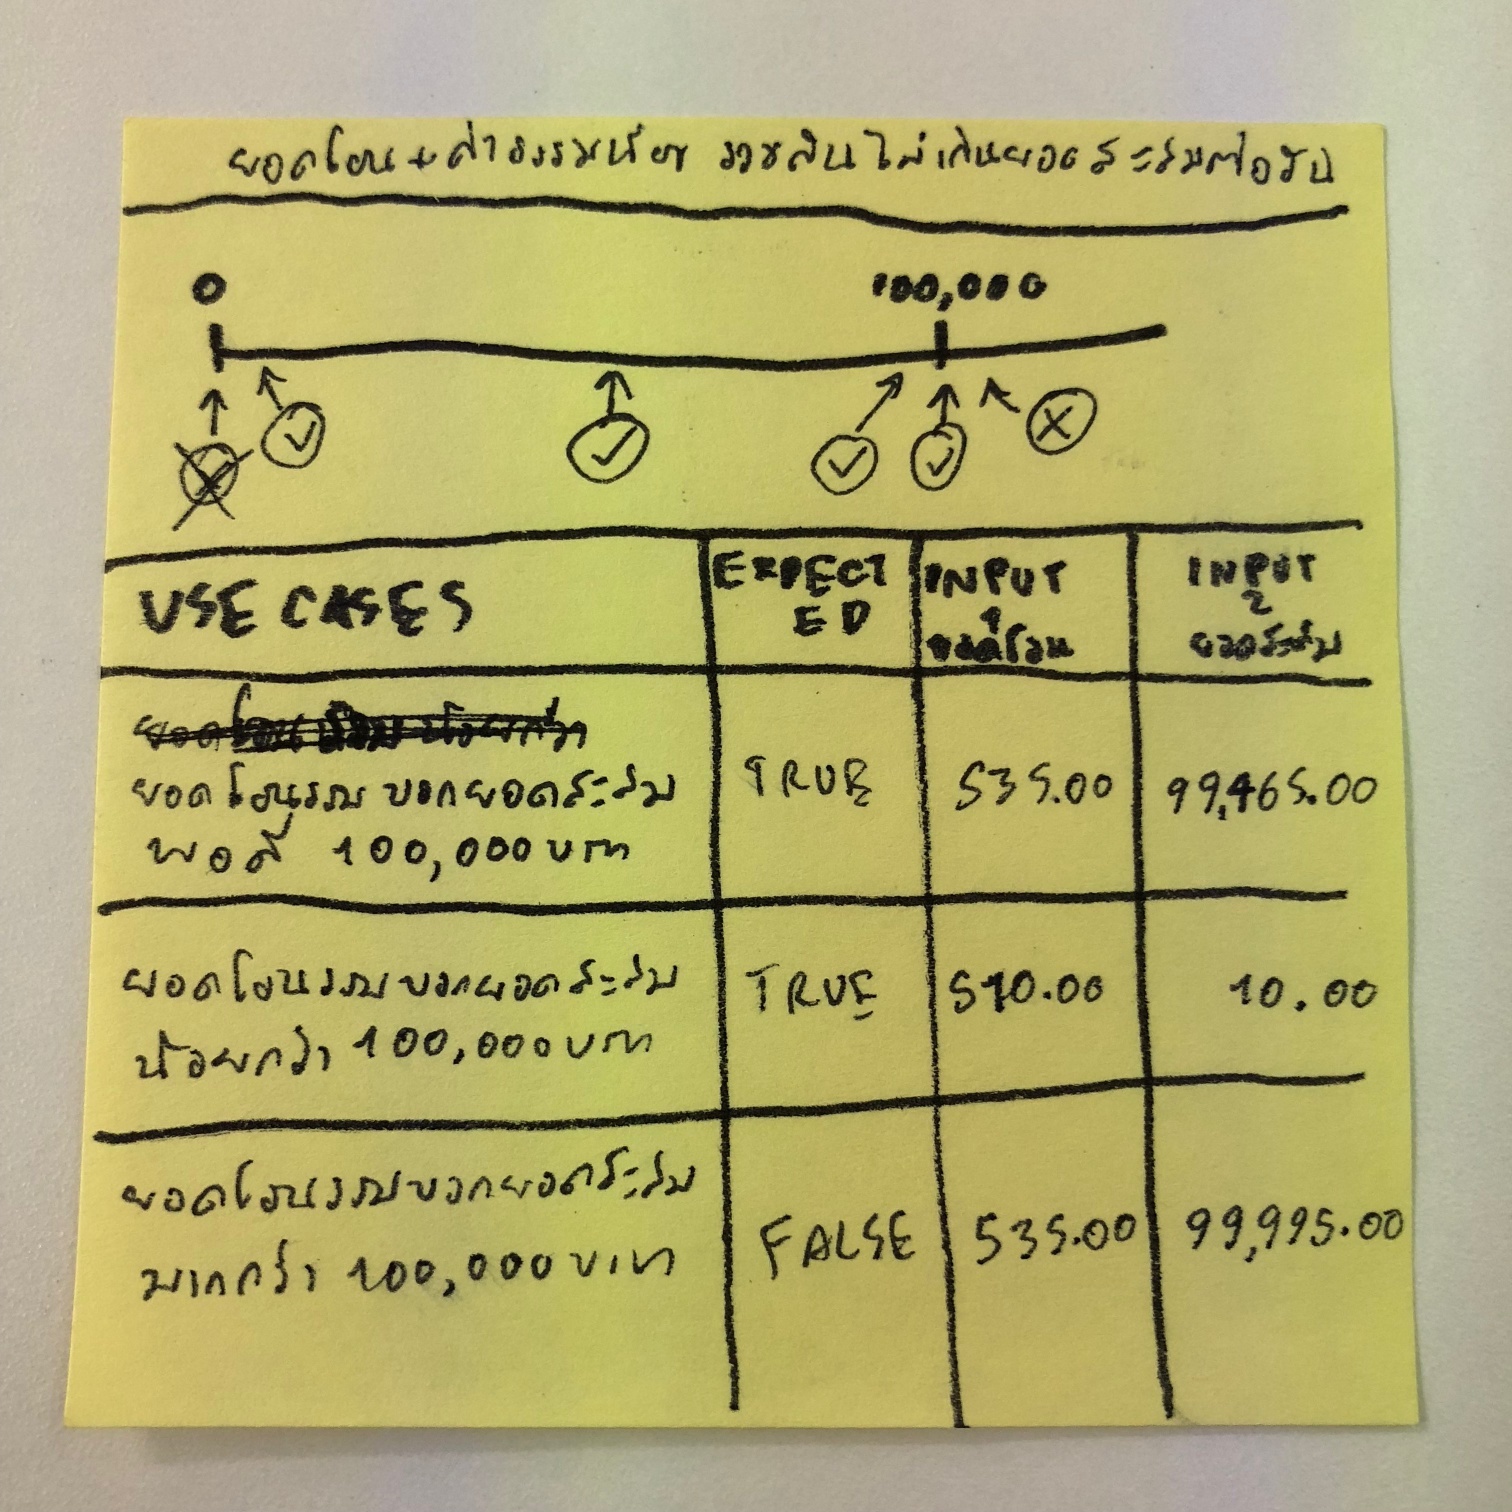 ยอดโอน + ค่าธรรมเนียม รวมกันไม่เกินยอดสะสมต่อวัน
0 100,000
USE CASES EXPECTED INPUT 1 ยอดโอน INPUT 2 ยอดสะสม
ยอดโอนรวมบวกยอดสะสม
พอดี 100,000 บาท
TRUE 535.00 99,465.00
ยอดโอนรวมบวกยอดสะสม
น้อยกว่า 100,000 บาท
TRUE 510.00 10.00
ยอดโอนรวมบวกยอดสะสม
มากกว่า 100,000 บาท
FALSE 535.00 99,995.00